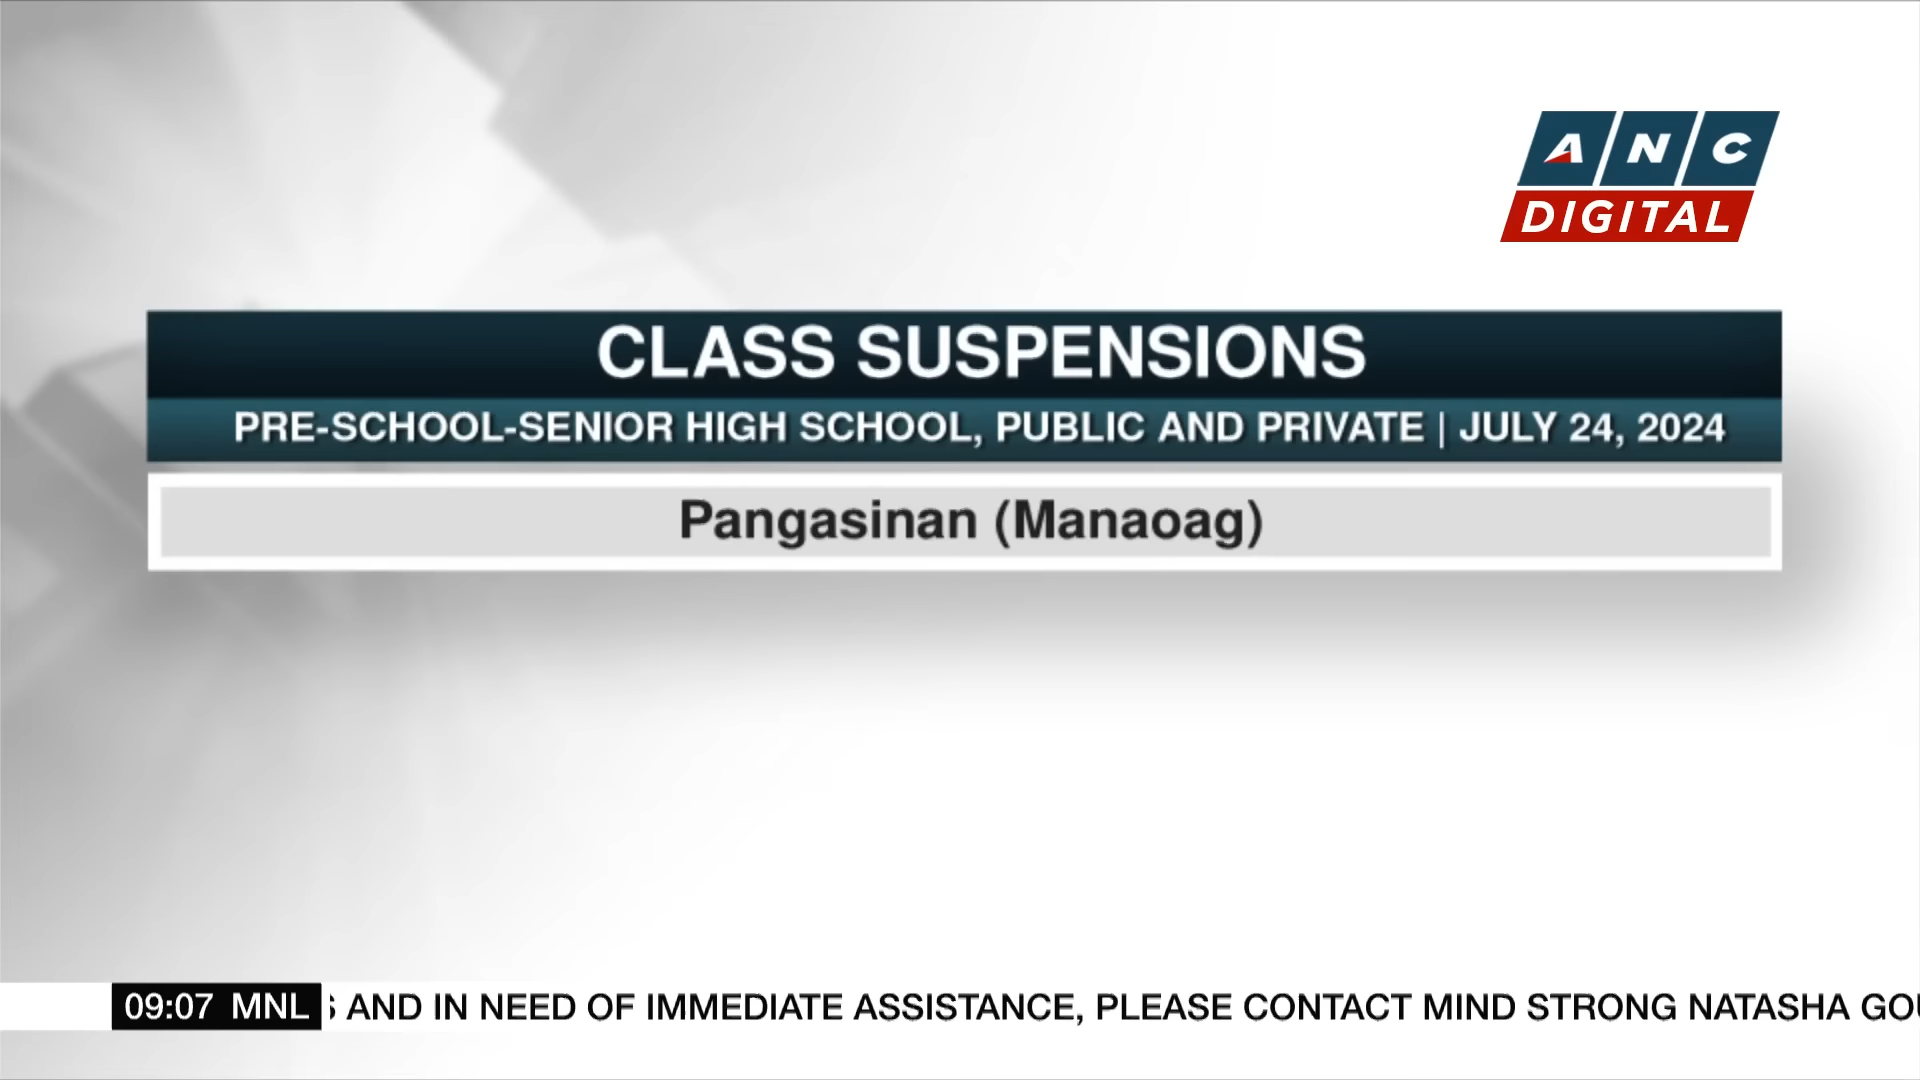 ANC
DIGITAL
CLASS SUSPENSIONS
PRE-SCHOOL-SENIOR HIGH SCHOOL, PUBLIC AND PRIVATE | JULY 24, 2024
Pangasinan (Manaoag)
09:07 MNL
AND IN NEED OF IMMEDIATE ASSISTANCE, PLEASE CONTACT MIND STRONG NATASHA